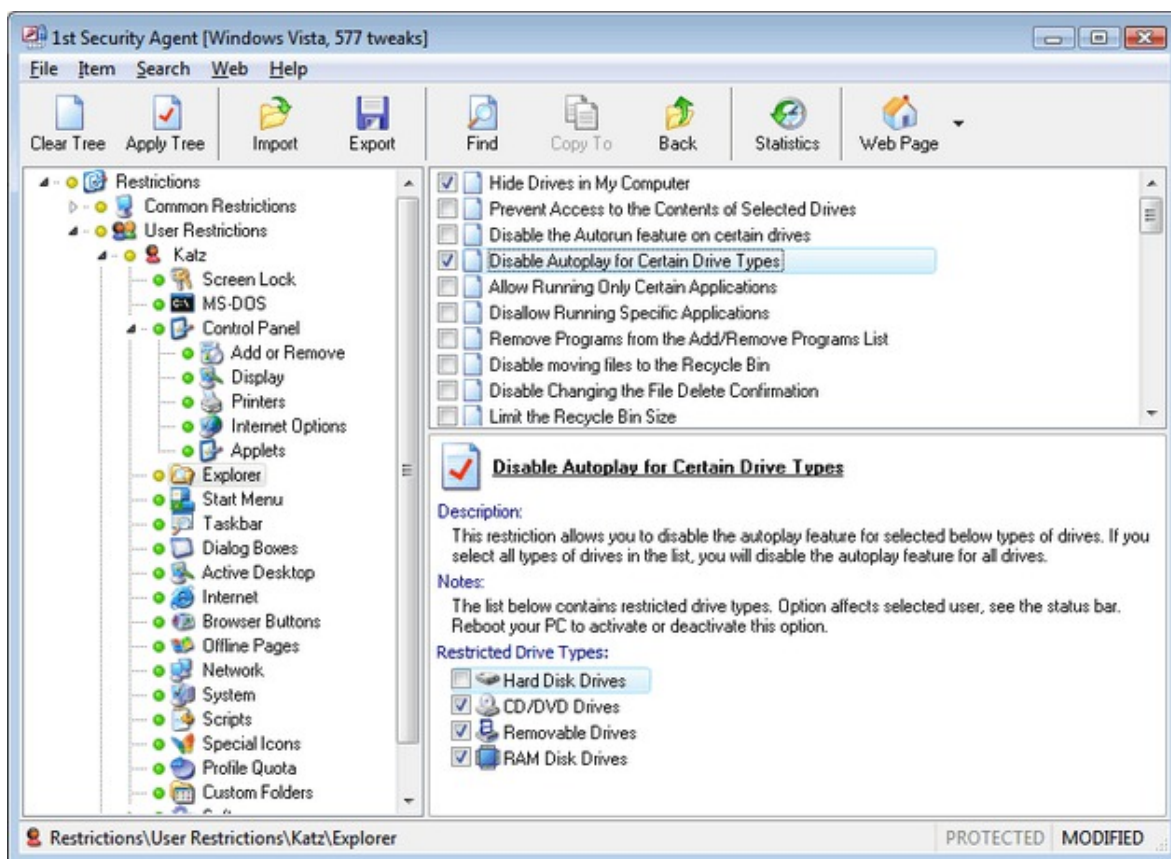 1st Security Agent [Windows Vista, 577 tweaks]
File Item Search Web Help
Clear Tree Apply Tree Import Export Find Copy To Back Statistics Web Page
Restrictions
Common Restrictions
User Restrictions
Katz
Screen Lock
MS-DOS
Control Panel
Add or Remove
Display
Printers
Internet Options
Applets
Explorer
Start Menu
Taskbar
Dialog Boxes
Active Desktop
Internet
Browser Buttons
Offline Pages
Network
System
Scripts
Special Icons
Profile Quota
Custom Folders
Hide Drives in My Computer
Prevent Access to the Contents of Selected Drives
Disable the Autorun feature on certain drives
Disable Autoplay for Certain Drive Types
Allow Running Only Certain Applications
Disallow Running Specific Applications
Remove Programs from the Add/Remove Programs List
Disable moving files to the Recycle Bin
Disable Changing the File Delete Confirmation
Limit the Recycle Bin Size
Disable Autoplay for Certain Drive Types
Description:
This restriction allows you to disable the autoplay feature for selected below types of drives. If you
select all types of drives in the list, you will disable the autoplay feature for all drives.
Notes:
The list below contains restricted drive types. Option affects selected user, see the status bar.
Reboot your PC to activate or deactivate this option.
Restricted Drive Types:
Hard Disk Drives
CD/DVD Drives
Removable Drives
RAM Disk Drives
Restrictions\User Restrictions\Katz\Explorer PROTECTED MODIFIED